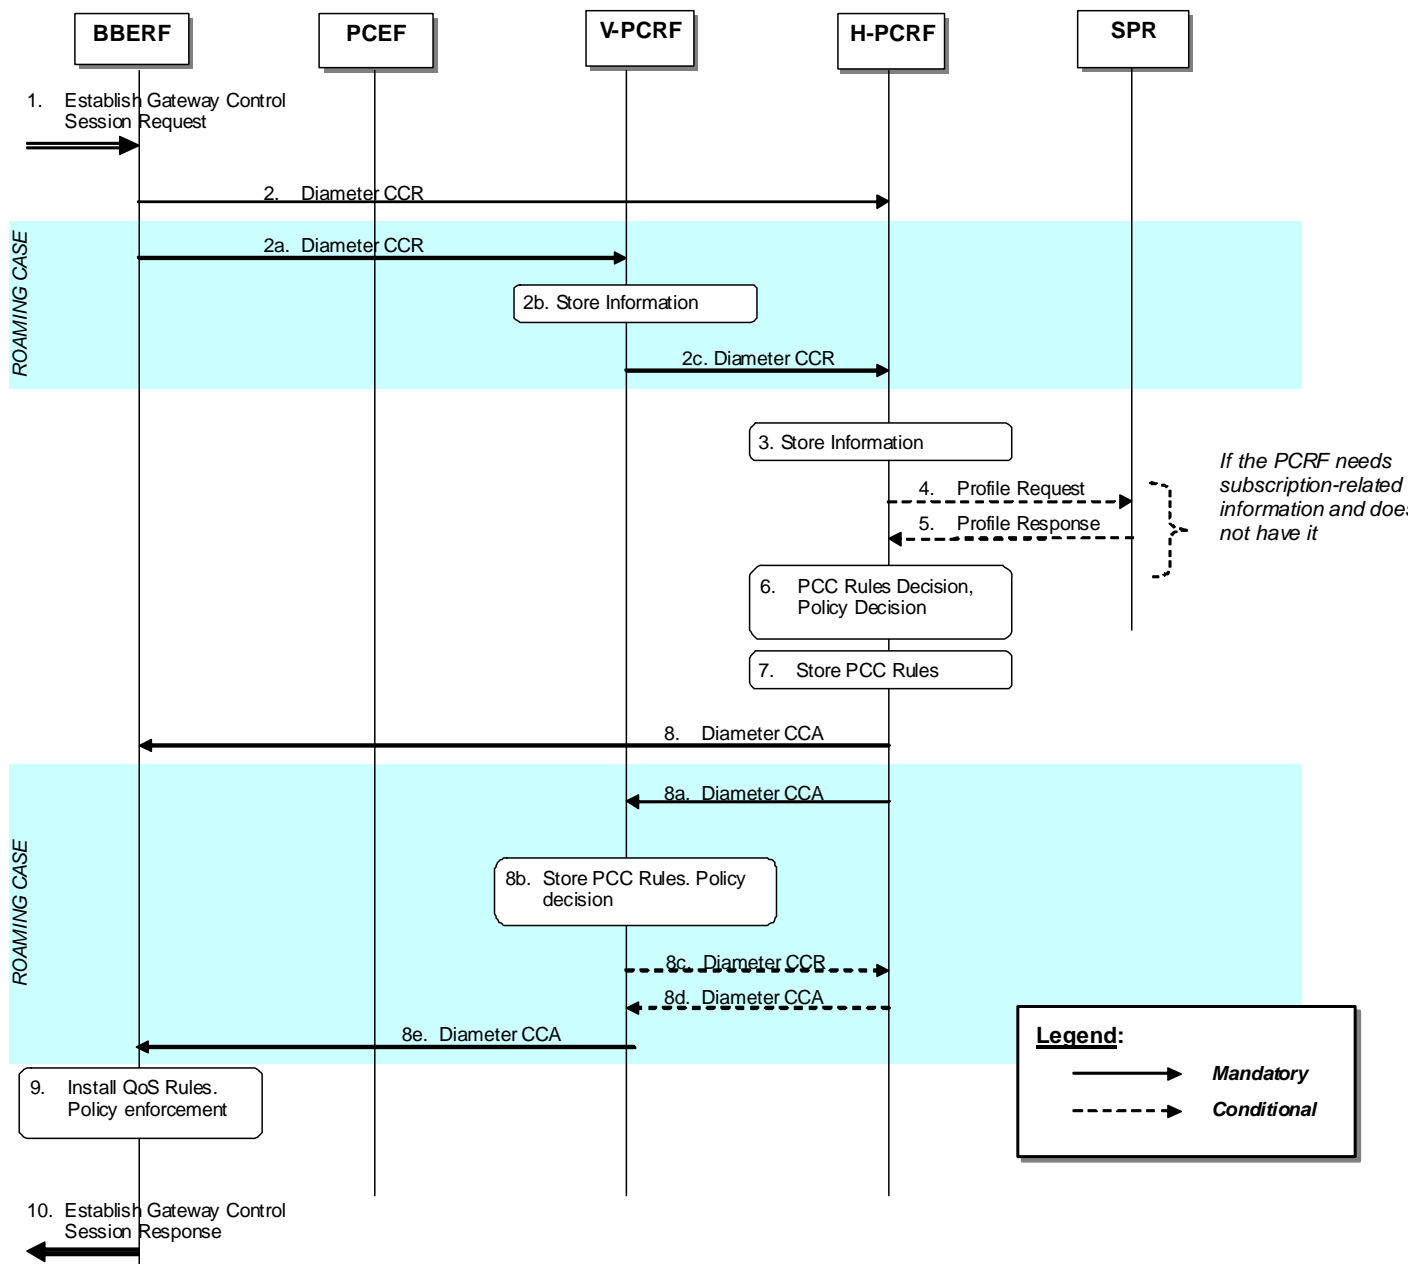 BBERF
PCEF
V-PCRF
H-PCRF
SPR
1. Establish Gateway Control
Session Request
2. Diameter CCR
ROAMING CASE
2a. Diameter CCR
2b. Store Information
2c. Diameter CCR
3. Store Information
4. Profile Request
5. Profile Response
If the PCRF needs
subscription-related
information and does
not have it
6. PCC Rules Decision,
Policy Decision
7. Store PCC Rules
8. Diameter CCA
ROAMING CASE
8a. Diameter CCA
8b. Store PCC Rules. Policy
decision
8c. Diameter CCR
8d. Diameter CCA
8e. Diameter CCA
Legend:
Mandatory
Conditional
9. Install QoS Rules.
Policy enforcement
10. Establish Gateway Control
Session Response